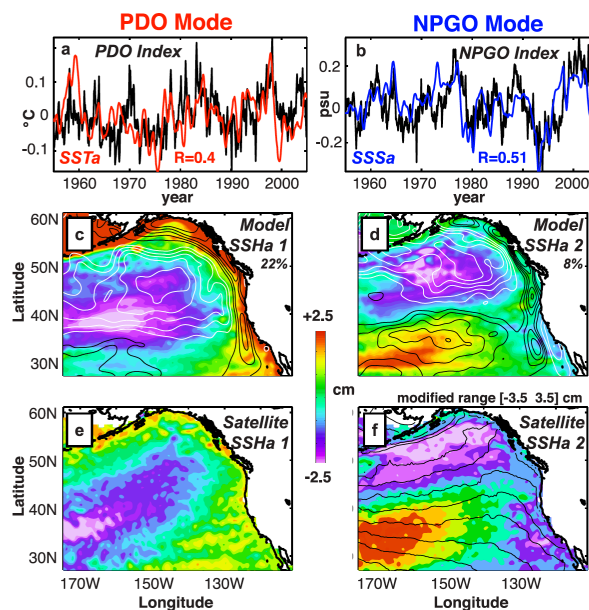 PDO Mode
NPGO Mode
a
PDO Index
b
NPGO Index
0.1
0
-0.1
°C
0.2
0
-0.2
psu
SSTa
R=0.4
SSSa
R=0.51
1960 1970 1980 1990 2000
1960 1970 1980 1990 2000
year
year
60N
50N
40N
30N
Latitude
c
Model
SSHa 1
22%
d
Model
SSHa 2
8%
+2.5
cm
-2.5
modified range [-3.5 3.5] cm
60N
50N
40N
30N
Latitude
e
Satellite
SSHa 1
f
Satellite
SSHa 2
170W 150W 130W
170W 150W 130W
Longitude
Longitude